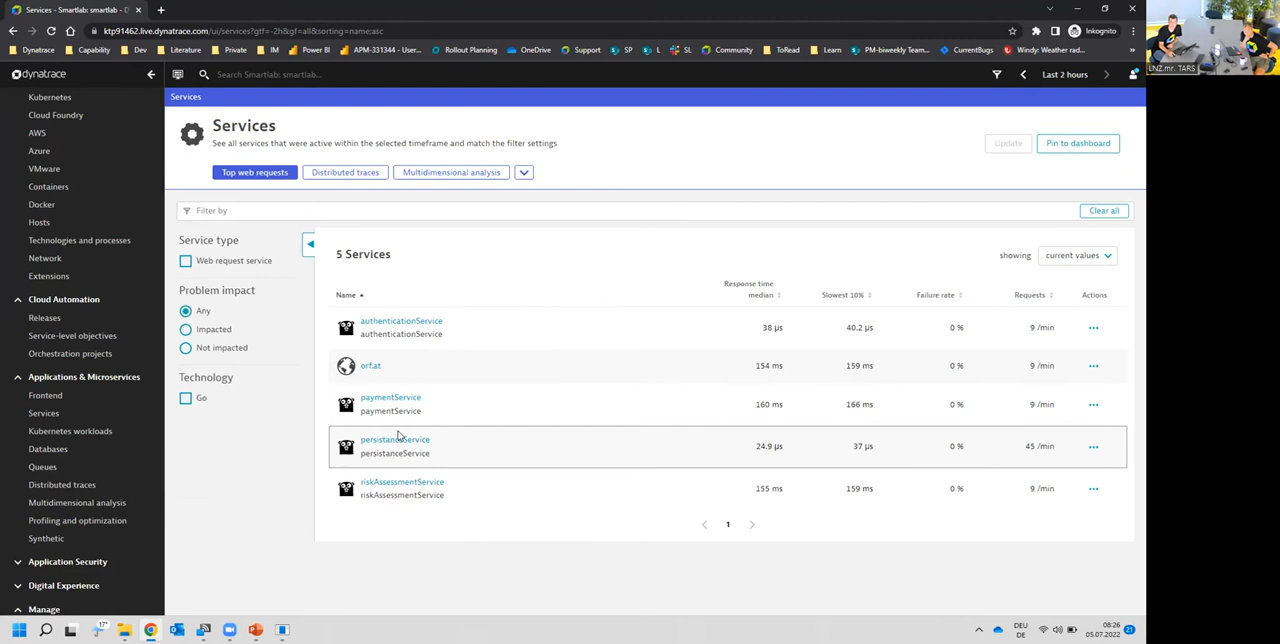 Services - Smartlab: smartlab - D
ktp91462.live.dynatrace.com/ui/services?gtf=-2h&gf=all&sorting=name;asc
Inkognito
Dynatrace
Capability
Dev
Literature
Private
IM
Power BI
APM-331344 - User...
Rollout Planning
OneDrive
Support
SP
L
SL
Community
ToRead
Learn
PM-biweekly Team...
CurrentBugs
Windy: Weather rad...
LNZ.mr. TARS
dynatrace
Search Smartlab: smartlab...
Last 2 hours
Kubernetes
Cloud Foundry
AWS
Azure
VMware
Containers
Docker
Hosts
Technologies and processes
Network
Extensions
Cloud Automation
Releases
Service-level objectives
Orchestration projects
Applications & Microservices
Frontend
Services
Kubernetes workloads
Databases
Queues
Distributed traces
Multidimensional analysis
Profiling and optimization
Synthetic
Application Security
Digital Experience
Manage
Services
Services
See all services that were active within the selected timeframe and match the filter settings
Update
Pin to dashboard
Top web requests
Distributed traces
Multidimensional analysis
Filter by
Clear all
Service type
Web request service
Problem impact
Any
Impacted
Not impacted
Technology
Go
5 Services
showing
current values
Name
Response time median
Slowest 10%
Failure rate
Requests
Actions
authenticationService
authenticationService
38 µs
40.2 µs
0 %
9 /min
orf.at
154 ms
159 ms
0 %
9 /min
paymentService
paymentService
160 ms
166 ms
0 %
9 /min
persistanceService
persistanceService
24.9 µs
37 µs
0 %
45 /min
riskAssessmentService
riskAssessmentService
155 ms
159 ms
0 %
9 /min
1
17°
DEU
DE
08:26
05.07.2022
21